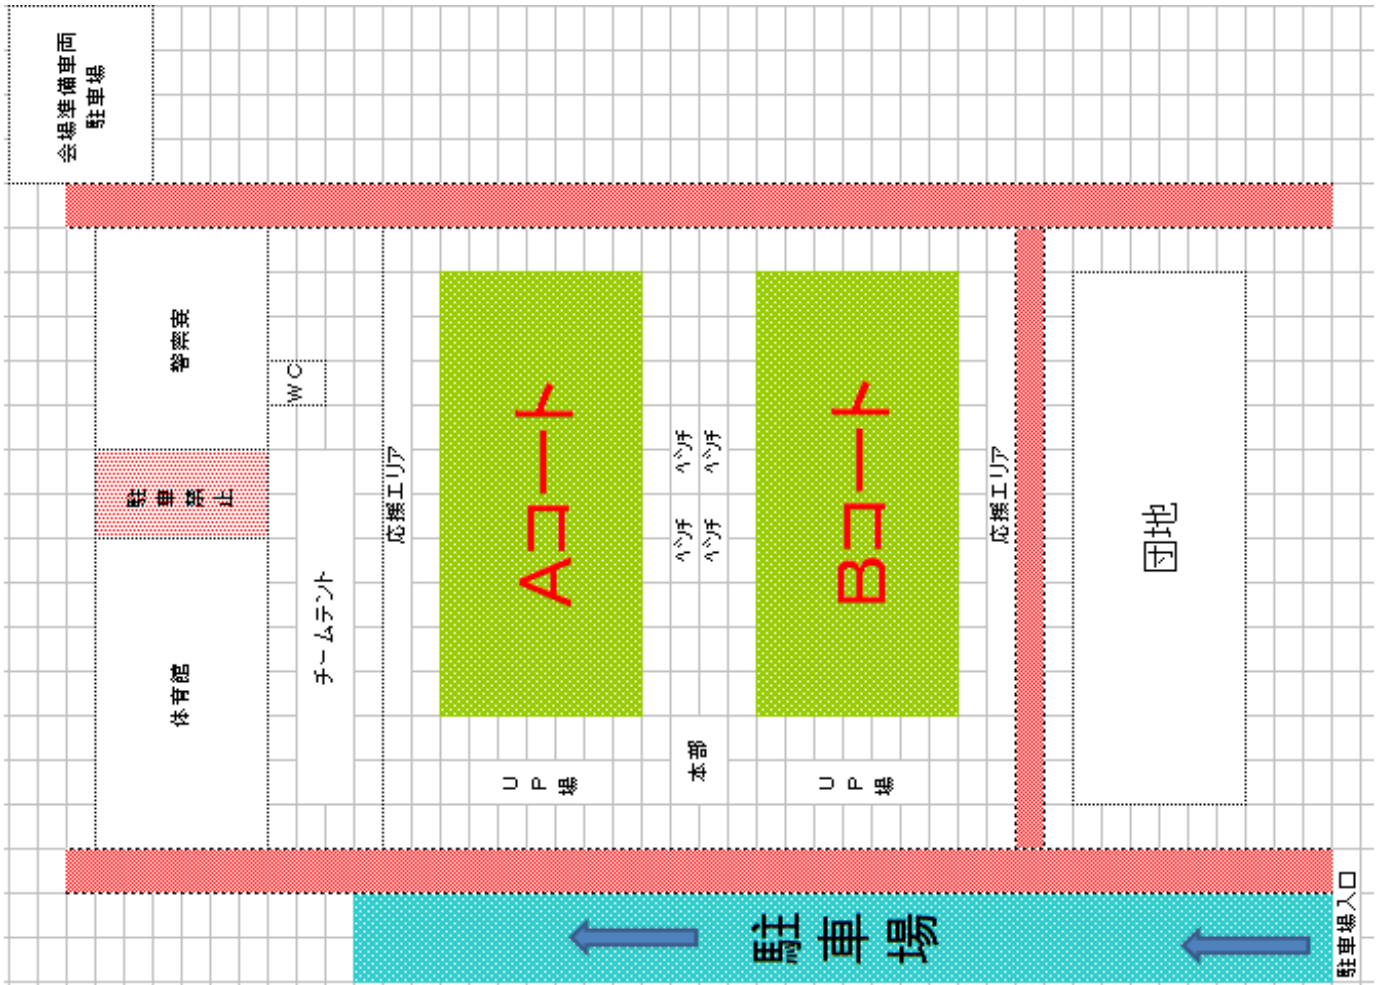 会場準備車両
駐車場
警察寮
WC
駐車禁止
体育館
チームテント
応援エリア
Aコート
ベンチ
ベンチ
ベンチ
ベンチ
Bコート
応援エリア
団地
UP場
本部
UP場
駐車場
駐車場入口